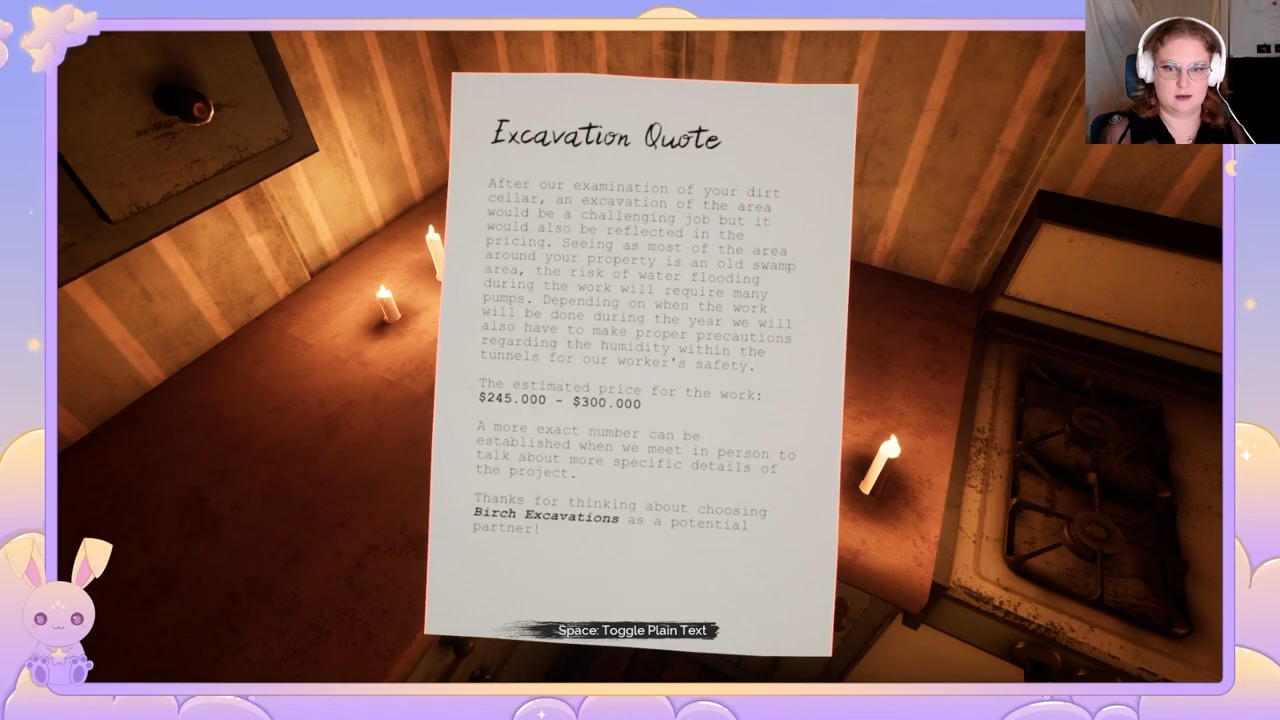 Excavation Quote
After our examination of your dirt
cellar, an excavation of the area
would be a challenging job but it
would also be reflected in the
pricing. Seeing as most of the area
around your property is an old swamp
area, the risk of water flooding
during the work will require many
pumps. Depending on when the work
will be done during the year we will
also have to make proper precautions
regarding the humidity within the
tunnels for our worker's safety.
The estimated price for the work:
$245.000 - $300.000
A more exact number can be
established when we meet in person to
talk about more specific details of
the project.
Thanks for thinking about choosing
Birch Excavations as a potential
partner!
Space: Toggle Plain Text